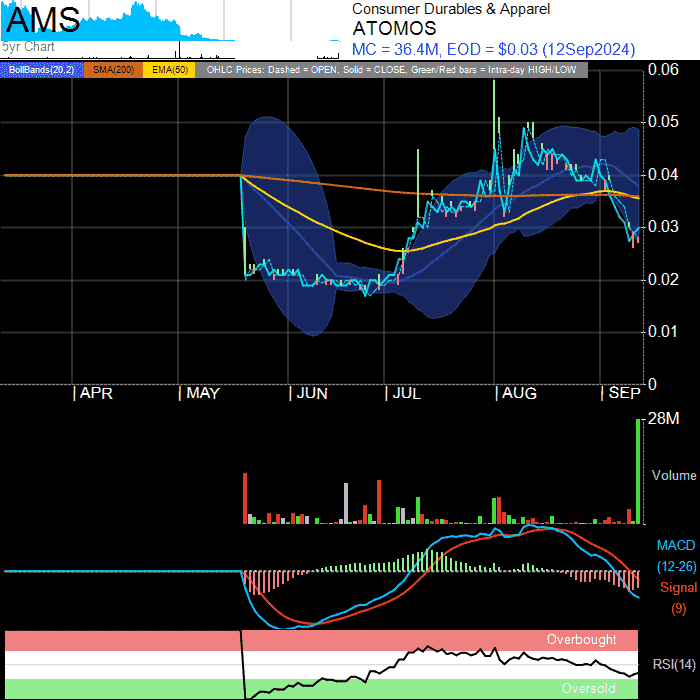 AMS
Consumer Durables & Apparel
ATOMOS
5yr Chart
MC = 36.4M, EOD = $0.03 (12Sep2024)
BollBands(20,2) SMA(200) EMA(50) OHLC Prices: Dashed = OPEN, Solid = CLOSE, Green/Red bars = Intra-day HIGH/LOW
0.06
0.05
0.04
0.03
0.02
0.01
0
APR MAY JUN JUL AUG SEP
28M
Volume
MACD
(12-26)
Signal
(9)
Overbought
RSI(14)
Oversold